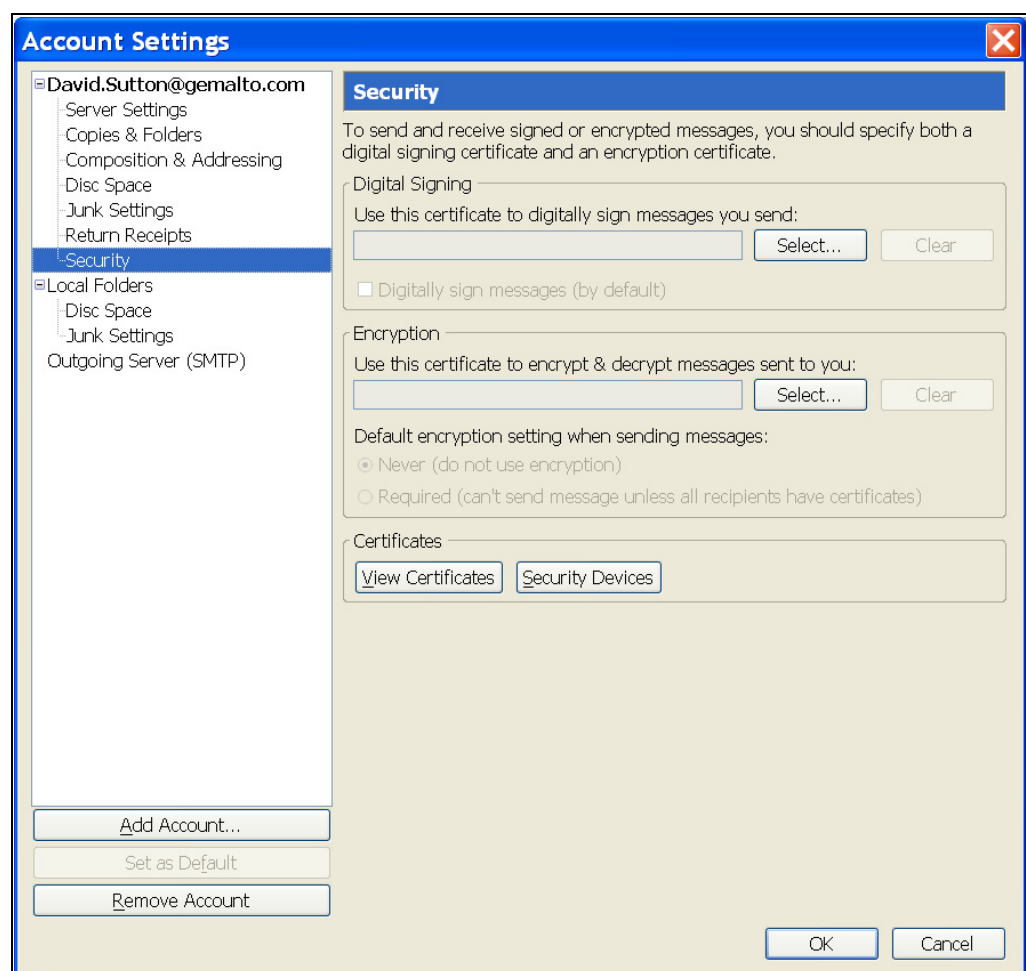 Account Settings
David.Sutton@gemalto.com
Server Settings
Copies & Folders
Composition & Addressing
Disc Space
Junk Settings
Return Receipts
Security
Local Folders
Disc Space
Junk Settings
Outgoing Server (SMTP)
Add Account...
Set as Default
Remove Account
Security
To send and receive signed or encrypted messages, you should specify both a
digital signing certificate and an encryption certificate.
Digital Signing
Use this certificate to digitally sign messages you send:
Select... Clear
Digitally sign messages (by default)
Encryption
Use this certificate to encrypt & decrypt messages sent to you:
Select... Clear
Default encryption setting when sending messages:
Never (do not use encryption)
Required (can't send message unless all recipients have certificates)
Certificates
View Certificates Security Devices
OK Cancel